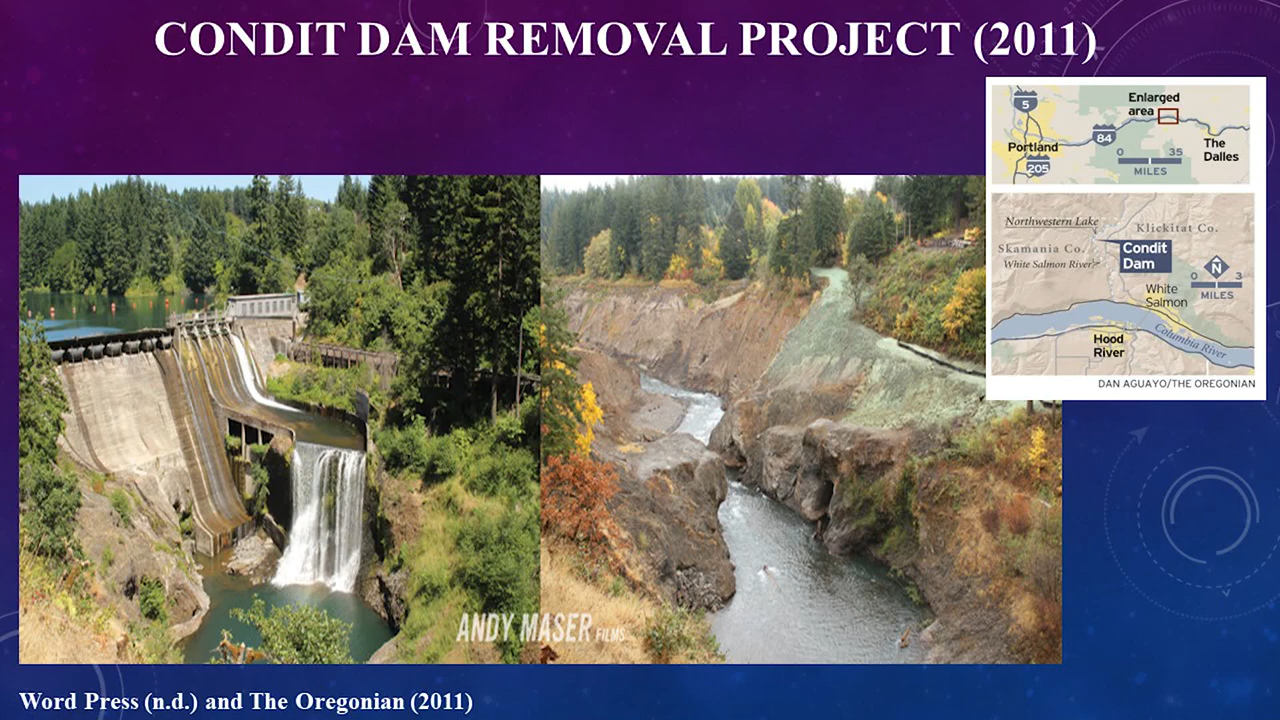 CONDIT DAM REMOVAL PROJECT (2011)
Enlarged
area
5
84
Portland
205
0 35
MILES
The
Dalles
Northwestern Lake
Klickitat Co.
Skamania Co.
Condit
Dam
White Salmon River
N
0 3
MILES
White
Salmon
Hood
River
Columbia River
DAN AGUAYO/THE OREGONIAN
ANDY MASER FILMS
Word Press (n.d.) and The Oregonian (2011)